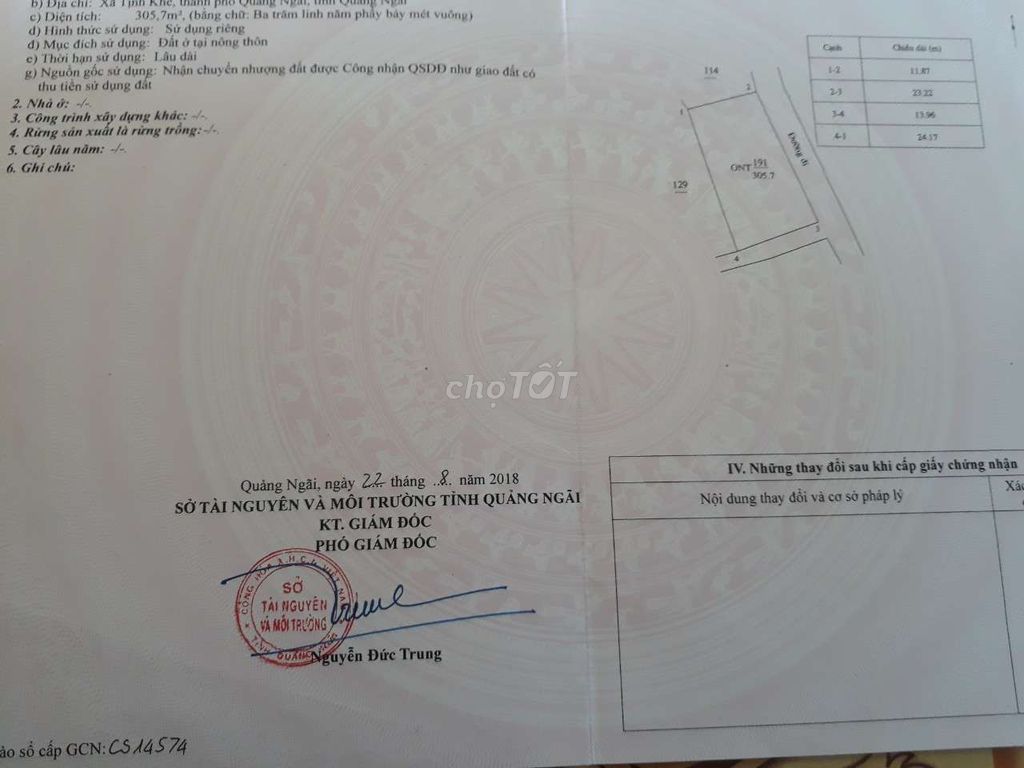 b) Địa chỉ: Xã Tịnh Khê, thành phố Quảng Ngãi, tỉnh Quảng Ngãi
c) Diện tích: 305,7m², (bằng chữ: Ba trăm linh năm phẩy bảy mét vuông)
d) Hình thức sử dụng: Sử dụng riêng
đ) Mục đích sử dụng: Đất ở tại nông thôn
e) Thời hạn sử dụng: Lâu dài
g) Nguồn gốc sử dụng: Nhận chuyển nhượng đất được Công nhận QSDĐ như giao đất có
thu tiền sử dụng đất
2. Nhà ở: -/-.
3. Công trình xây dựng khác: -/-.
4. Rừng sản xuất là rừng trồng: -/-.
5. Cây lâu năm: -/-.
6. Ghi chú:
114
1
2
Đường đi
ONT 191
305.7
129
3
4
Cạnh Chiều dài (m)
1-2 11.87
2-3 23.22
3-4 13.96
4-1 24.17
chợTỐT
Quảng Ngãi, ngày 22 tháng 8 năm 2018
SỞ TÀI NGUYÊN VÀ MÔI TRƯỜNG TỈNH QUẢNG NGÃI
KT. GIÁM ĐỐC
PHÓ GIÁM ĐỐC
SỞ
TÀI NGUYÊN
VÀ MÔI TRƯỜNG
Nguyễn Đức Trung
IV. Những thay đổi sau khi cấp giấy chứng nhận
Nội dung thay đổi và cơ sở pháp lý
sổ cấp GCN: CS14574